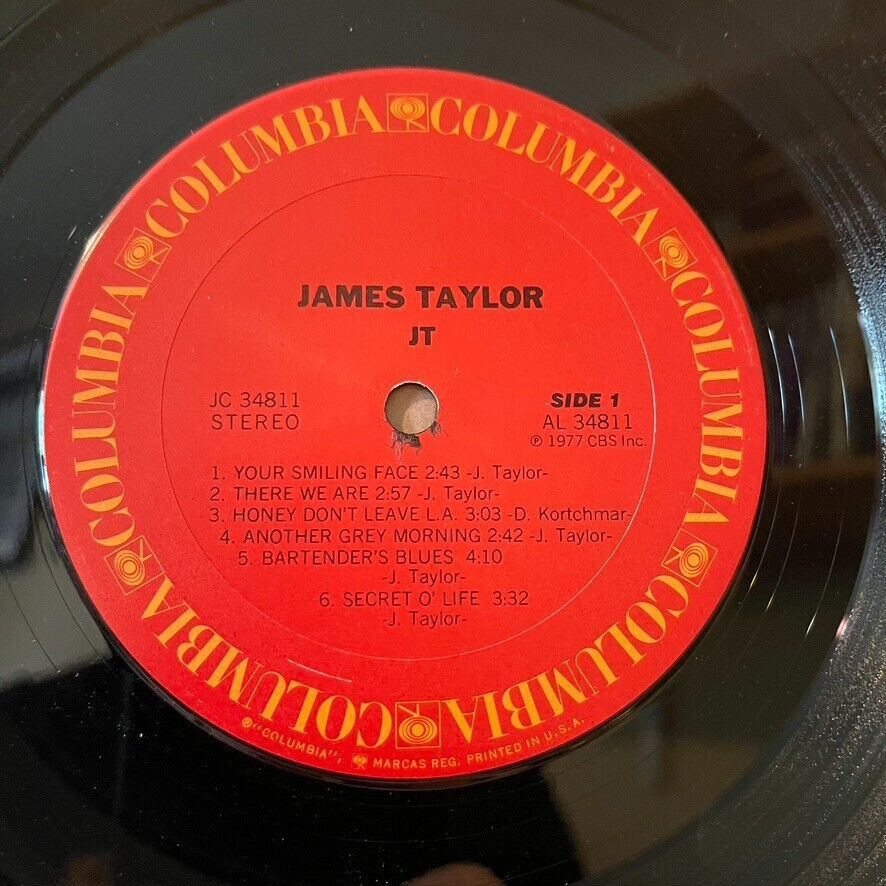 COLUMBIA COLUMBIA COLUMBIA COLUMBIA COLUMBIA COLUMBIA
JAMES TAYLOR
JT
JC 34811
STEREO
SIDE 1
AL 34811
℗ 1977 CBS Inc.
1. YOUR SMILING FACE 2:43 -J. Taylor-
2. THERE WE ARE 2:57 -J. Taylor-
3. HONEY DON'T LEAVE L.A. 3:03 -D. Kortchmar-
4. ANOTHER GREY MORNING 2:42 -J. Taylor-
5. BARTENDER'S BLUES 4:10
-J. Taylor-
6. SECRET O' LIFE 3:32
-J. Taylor-
®"COLUMBIA", MARCAS REG. PRINTED IN U.S.A.